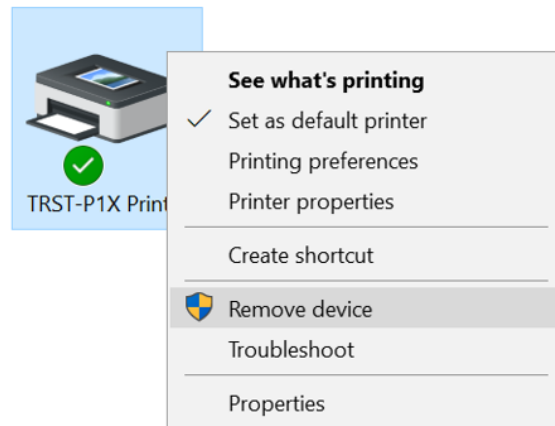 See what's printing
Set as default printer
Printing preferences
TRST-P1X Print
Printer properties
Create shortcut
Remove device
Troubleshoot
Properties